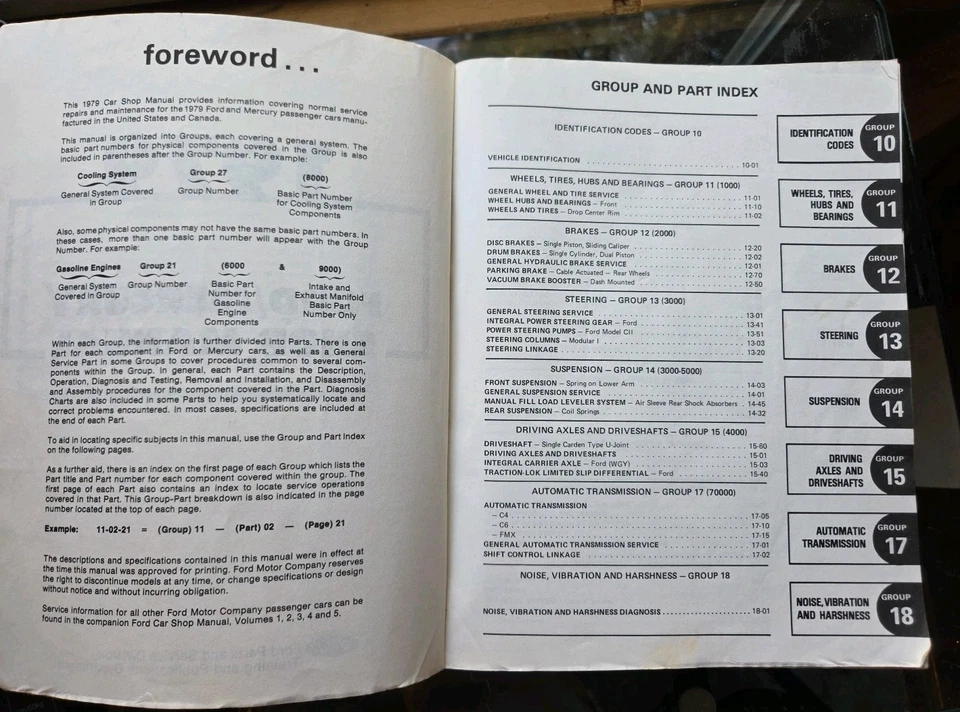 foreword...
This 1979 Car Shop Manual provides information covering normal service
repairs and maintenance for the 1979 Ford and Mercury passenger cars manu-
factured in the United States and Canada.
This manual is organized into Groups, each covering a general system. The
basic part numbers for physical components covered in the Group is also
included in parentheses after the Group Number. For example:
Cooling System Group 27 (8000)
General System Covered Group Number Basic Part Number
in Group for Cooling System
Components
Also, some physical components may not have the same basic part numbers. In
these cases, more than one basic part number will appear with the Group
Number. For example:
Gasoline Engines Group 21 (6000 & 9000)
General System Group Number Basic Intake and
Covered in Group Part Exhaust Manifold
Number for Basic Part
Gasoline Number Only
Engine
Components
Within each Group, the information is further divided into Parts. There is one
Part for each component in Ford or Mercury cars, as well as a General
Service Part in some Groups to cover procedures common to several com-
ponents within the Group. In general, each Part contains the Description,
Operation, Diagnosis and Testing, Removal and Installation, and Disassembly
and Assembly procedures for the component covered in the Part. Diagnosis
Charts are also included in some Parts to help you systematically locate and
correct problems encountered. In most cases, specifications are included at
the end of each Part.
To aid in locating specific subjects in this manual, use the Group and Part Index
on the following pages.
As a further aid, there is an index on the first page of each Group which lists the
Part title and Part number for each component covered within the group. The
first page of each Part also contains an index to locate service operations
covered in that Part. This Group-Part breakdown is also indicated in the page
number located at the top of each page.
Example: 11-02-21 = (Group) 11 — (Part) 02 — (Page) 21
The descriptions and specifications contained in this manual were in effect at
the time this manual was approved for printing. Ford Motor Company reserves
the right to discontinue models at any time, or change specifications or design
without notice and without incurring obligation.
Service information for all other Ford Motor Company passenger cars can be
found in the companion Ford Car Shop Manual, Volumes 1, 2, 3, 4 and 5.
GROUP AND PART INDEX
IDENTIFICATION CODES — GROUP 10
VEHICLE IDENTIFICATION 10-01
WHEELS, TIRES, HUBS AND BEARINGS — GROUP 11 (1000)
GENERAL WHEEL AND TIRE SERVICE 11-01
WHEEL HUBS AND BEARINGS — Front 11-10
WHEELS AND TIRES — Drop Center Rim 11-02
BRAKES — GROUP 12 (2000)
DISC BRAKES — Single Piston, Sliding Caliper 12-20
DRUM BRAKES — Single Cylinder, Dual Piston 12-02
GENERAL HYDRAULIC BRAKE SERVICE 12-01
PARKING BRAKE — Cable Actuated — Rear Wheels 12-70
VACUUM BRAKE BOOSTER — Dash Mounted 12-50
STEERING — GROUP 13 (3000)
GENERAL STEERING SERVICE 13-01
INTEGRAL POWER STEERING GEAR — Ford 13-41
POWER STEERING PUMPS — Ford Model CII 13-51
STEERING COLUMNS — Modular I 13-03
STEERING LINKAGE 13-20
SUSPENSION — GROUP 14 (3000-5000)
FRONT SUSPENSION — Spring on Lower Arm 14-03
GENERAL SUSPENSION SERVICE 14-01
MANUAL FILL LOAD LEVELER SYSTEM — Air Sleeve Rear Shock Absorbers 14-45
REAR SUSPENSION — Coil Springs 14-32
DRIVING AXLES AND DRIVESHAFTS — GROUP 15 (4000)
DRIVESHAFT — Single Carden Type U-Joint 15-60
DRIVING AXLES AND DRIVESHAFTS 15-01
INTEGRAL CARRIER AXLE — Ford (WGY) 15-03
TRACTION-LOK LIMITED SLIP DIFFERENTIAL — Ford 15-40
AUTOMATIC TRANSMISSION — GROUP 17 (70000)
AUTOMATIC TRANSMISSION
— C4 17-05
— C6 17-10
— FMX 17-15
GENERAL AUTOMATIC TRANSMISSION SERVICE 17-01
SHIFT CONTROL LINKAGE 17-02
NOISE, VIBRATION AND HARSHNESS — GROUP 18
NOISE, VIBRATION AND HARSHNESS DIAGNOSIS 18-01
IDENTIFICATION CODES GROUP 10
WHEELS, TIRES, HUBS AND BEARINGS GROUP 11
BRAKES GROUP 12
STEERING GROUP 13
SUSPENSION GROUP 14
DRIVING AXLES AND DRIVESHAFTS GROUP 15
AUTOMATIC TRANSMISSION GROUP 17
NOISE, VIBRATION AND HARSHNESS GROUP 18